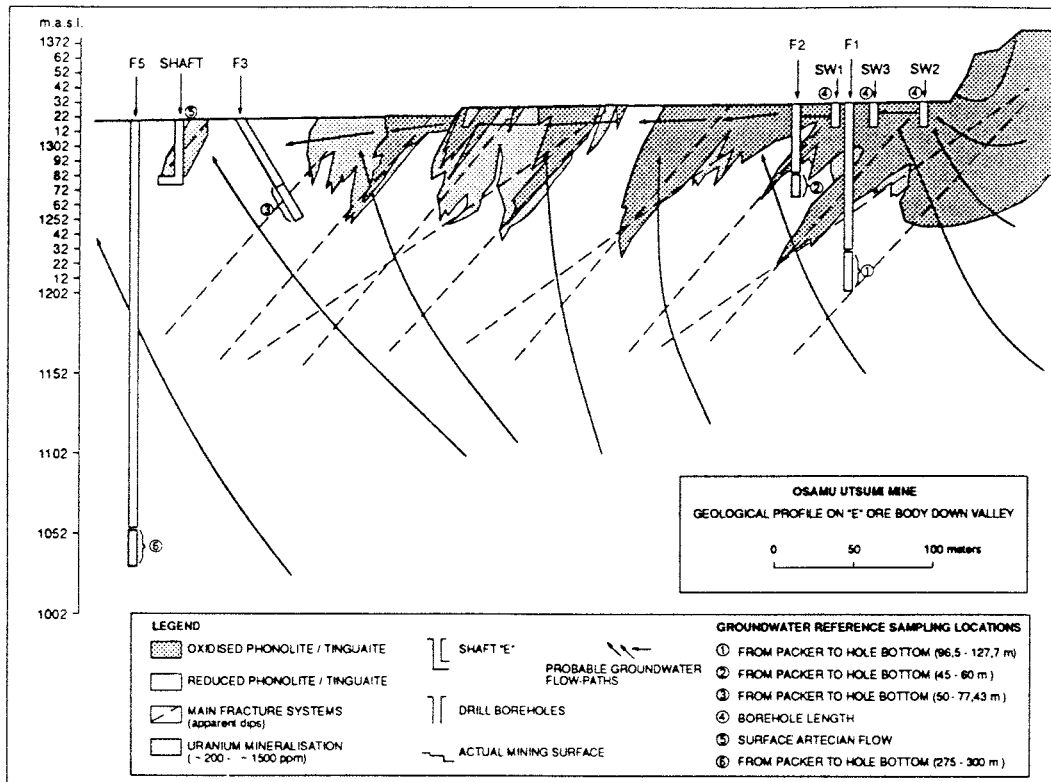 m.a.s.l.
1372
62
52
42
32
22
12
1302
92
82
72
62
1252
42
32
22
12
1202
1152
1102
1052
1002
F5
SHAFT
F3
⑤
③
⑥
F2
F1
SW1
SW3
SW2
④
④
④
②
①
OSAMU UTSUMI MINE
GEOLOGICAL PROFILE ON "E" ORE BODY DOWN VALLEY
0 50 100 meters
LEGEND
OXIDISED PHONOLITE / TINGUAITE
REDUCED PHONOLITE / TINGUAITE
MAIN FRACTURE SYSTEMS
(apparent dips)
URANIUM MINERALISATION
( ~ 200 - ~ 1500 ppm)
SHAFT "E"
DRILL BOREHOLES
ACTUAL MINING SURFACE
PROBABLE GROUNDWATER
FLOW-PATHS
GROUNDWATER REFERENCE SAMPLING LOCATIONS
① FROM PACKER TO HOLE BOTTOM (96,5 - 127,7 m)
② FROM PACKER TO HOLE BOTTOM (45 - 60 m)
③ FROM PACKER TO HOLE BOTTOM (50 - 77,43 m)
④ BOREHOLE LENGTH
⑤ SURFACE ARTECIAN FLOW
⑥ FROM PACKER TO HOLE BOTTOM (275 - 300 m)